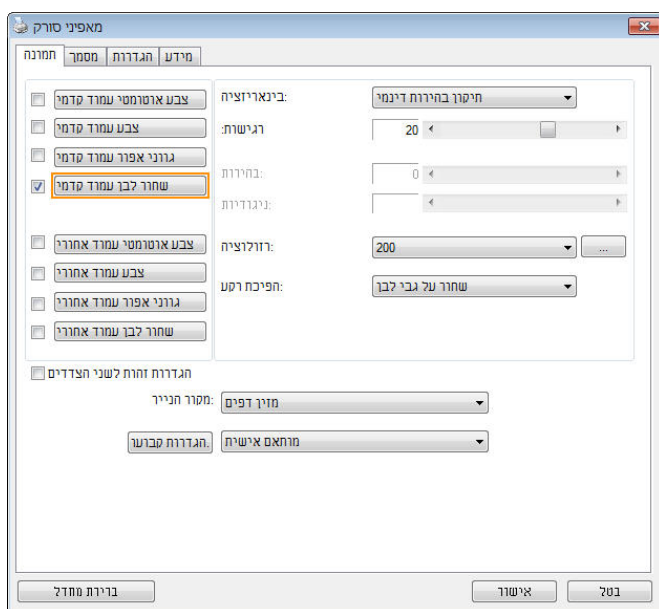 מאפיני סורק
תמונה מסמך הגדרות מידע
צבע אוטומטי עמוד קדמי
צבע עמוד קדמי
גווני אפור עמוד קדמי
שחור לבן עמוד קדמי
צבע אוטומטי עמוד אחורי
צבע עמוד אחורי
גווני אפור עמוד אחורי
שחור לבן עמוד אחורי
בינאריזציה: תיקון בהירות דינמי
רגישות: 20
בהירות: 0
ניגודיות:
רזולוציה: 200 ...
הפיכת רקע: שחור על גבי לבן
הגדרות זהות לשני הצדדים
מקור הנייר: מזין דפים
הגדרות קבוער. מותאם אישית
ברירת מחדל אישור בטל